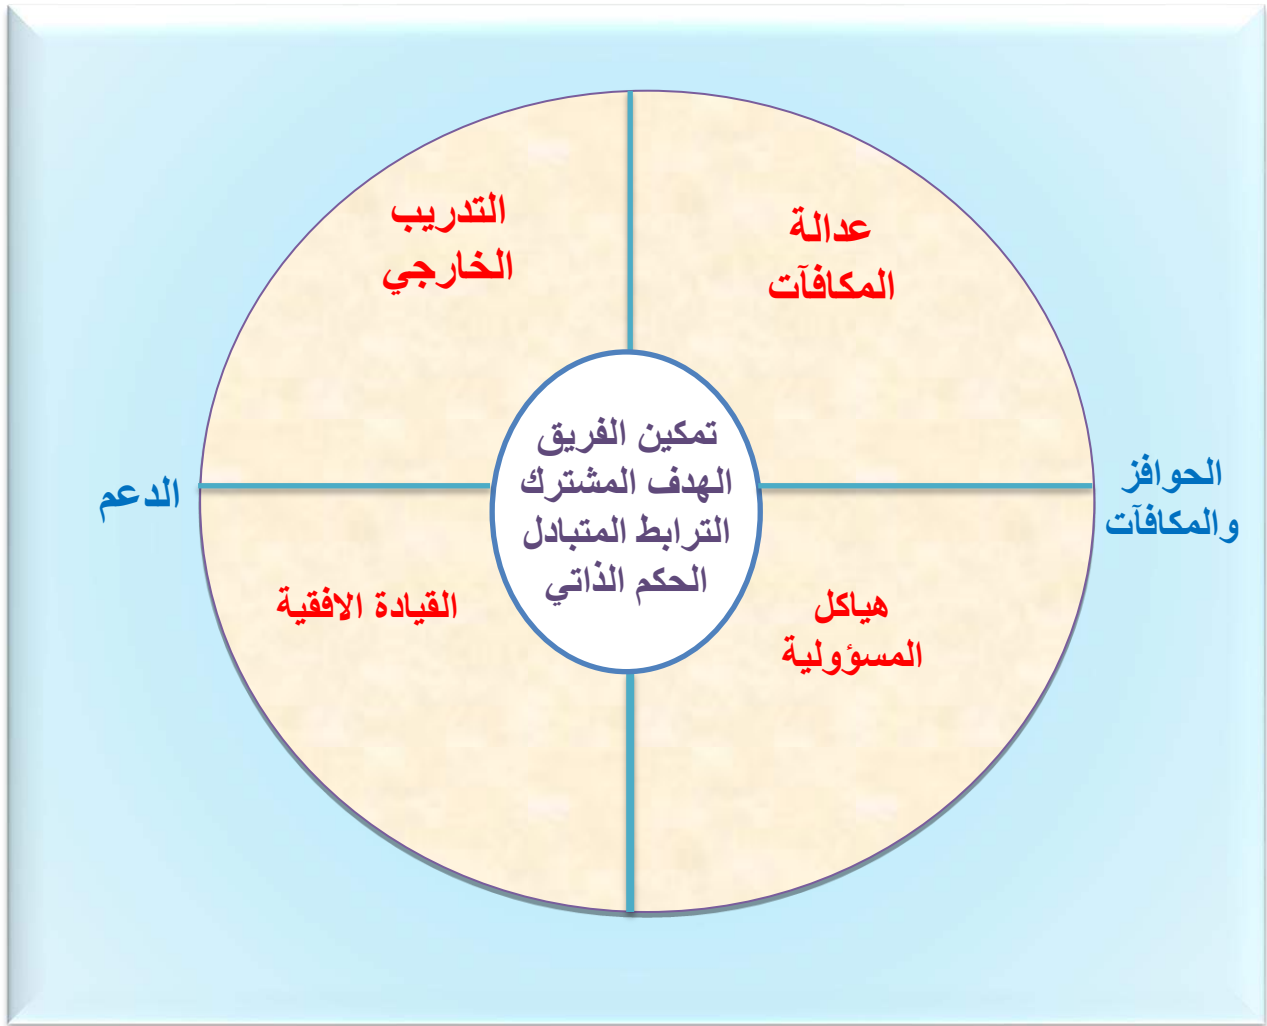 عدالة
المكافآت
التدريب
الخارجي
تمكين الفريق
الهدف المشترك
الترابط المتبادل
الحكم الذاتي
الحوافز
والمكافآت
الدعم
هياكل
المسؤولية
القيادة الافقية